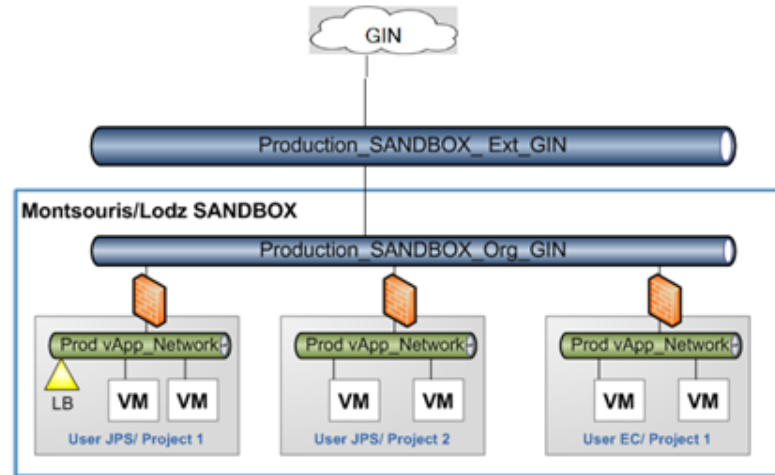 GIN
Production_SANDBOX_ Ext_GIN
Montsouris/Lodz SANDBOX
Production_SANDBOX_Org_GIN
Prod vApp_Network
Prod vApp_Network
Prod vApp_Network
LB
VM
VM
VM
VM
VM
VM
User JPS/ Project 1
User JPS/ Project 2
User EC/ Project 1